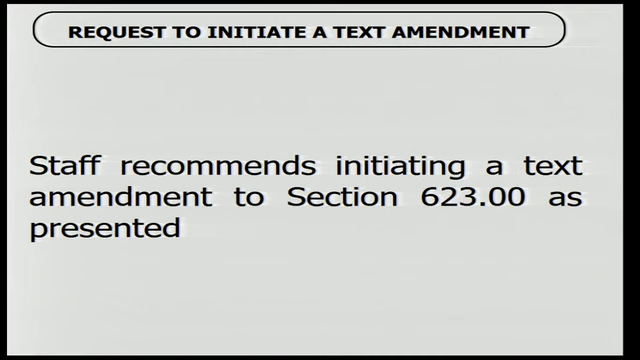 REQUEST TO INITIATE A TEXT AMENDMENT
Staff recommends initiating a text
amendment to Section 623.00 as
presented